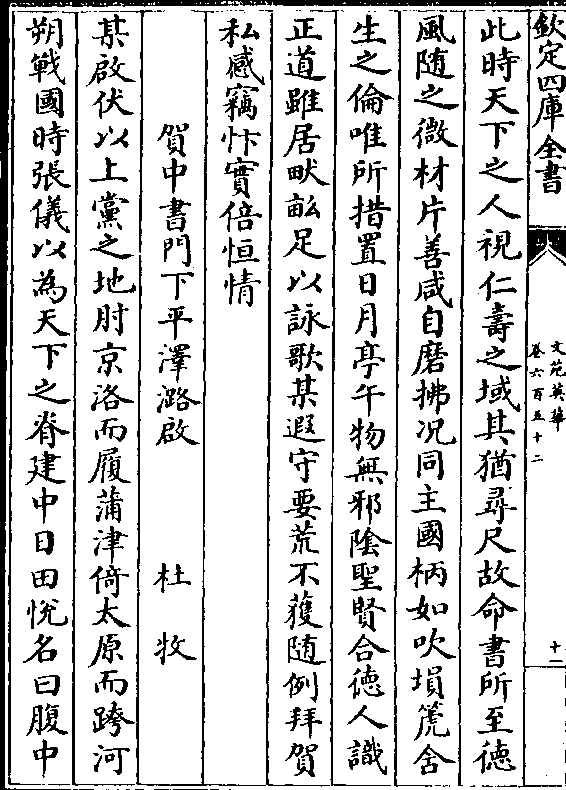 欽定四庫全書
文苑英華
卷六百五十二
十二
此時天下之人視仁壽之域其猶尋尺故命書所至德
風随之微材片善咸自磨拂况同主國柄如吹塤箎舍
生之倫唯所措置日月亭午物無邪陰聖賢合徳人識
正道雖居畎畝足以詠歌某遐守要荒不獲随例拜賀
私感竊忭實倍恒情
賀中書門下平澤潞啟
杜牧
某啟伏以上黨之地肘京洛而履蒲津倚太原而跨河
朔戰國時張儀以為天下之脊建中日田悅名曰腹中